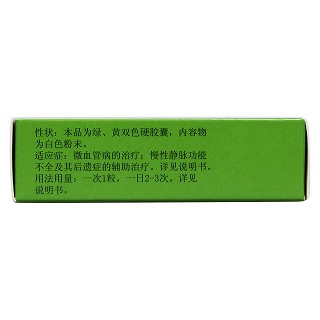 性状：本品为绿、黄双色硬胶囊，内容物
为白色粉末。
适应症：微血管病的治疗；慢性静脉功能
不全及其后遗症的辅助治疗。详见说明书。
用法用量：一次1粒，一日2-3次。详见
说明书。